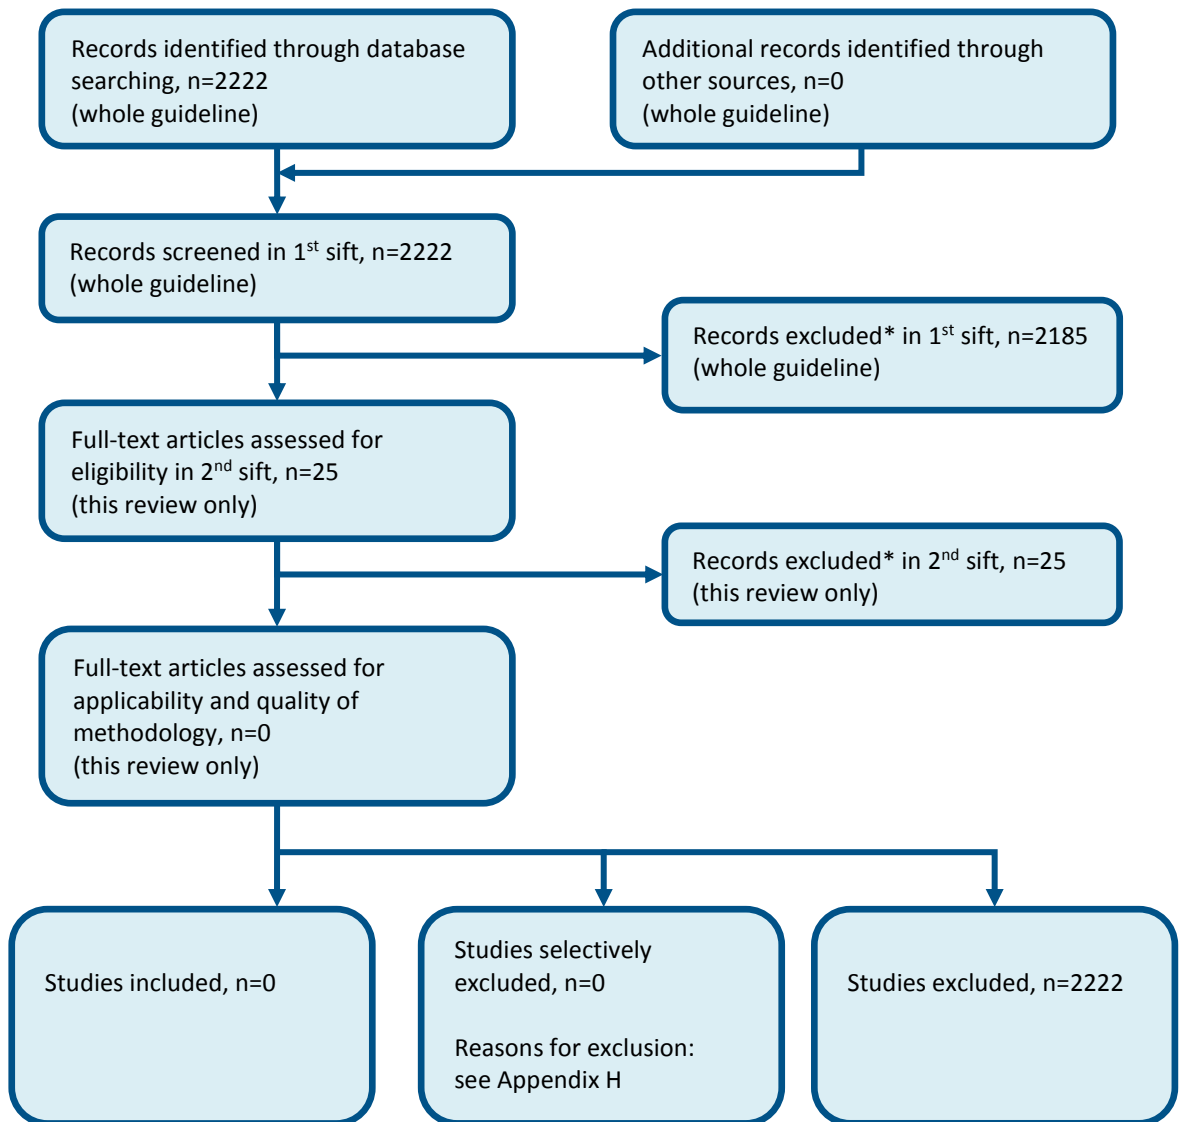 Records identified through database
searching, n=2222
(whole guideline)
Additional records identified through
other sources, n=0
(whole guideline)
Records screened in 1st sift, n=2222
(whole guideline)
Records excluded* in 1st sift, n=2185
(whole guideline)
Full-text articles assessed for
eligibility in 2nd sift, n=25
(this review only)
Records excluded* in 2nd sift, n=25
(this review only)
Full-text articles assessed for
applicability and quality of
methodology, n=0
(this review only)
Studies included, n=0
Studies selectively
excluded, n=0
Reasons for exclusion:
see Appendix H
Studies excluded, n=2222